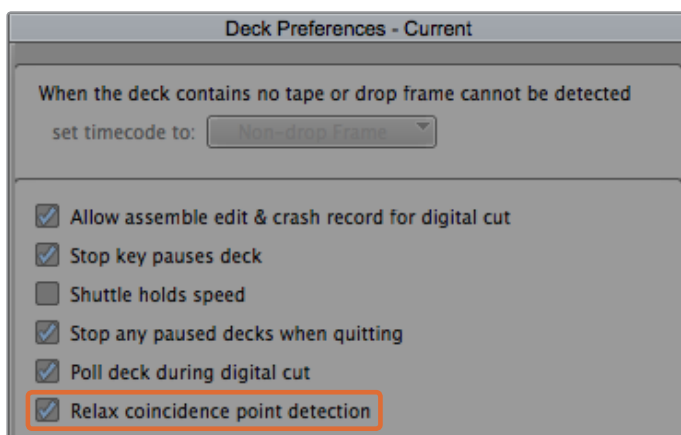 Deck Preferences - Current
When the deck contains no tape or drop frame cannot be detected
set timecode to: Non-drop Frame
Allow assemble edit & crash record for digital cut
Stop key pauses deck
Shuttle holds speed
Stop any paused decks when quitting
Poll deck during digital cut
Relax coincidence point detection